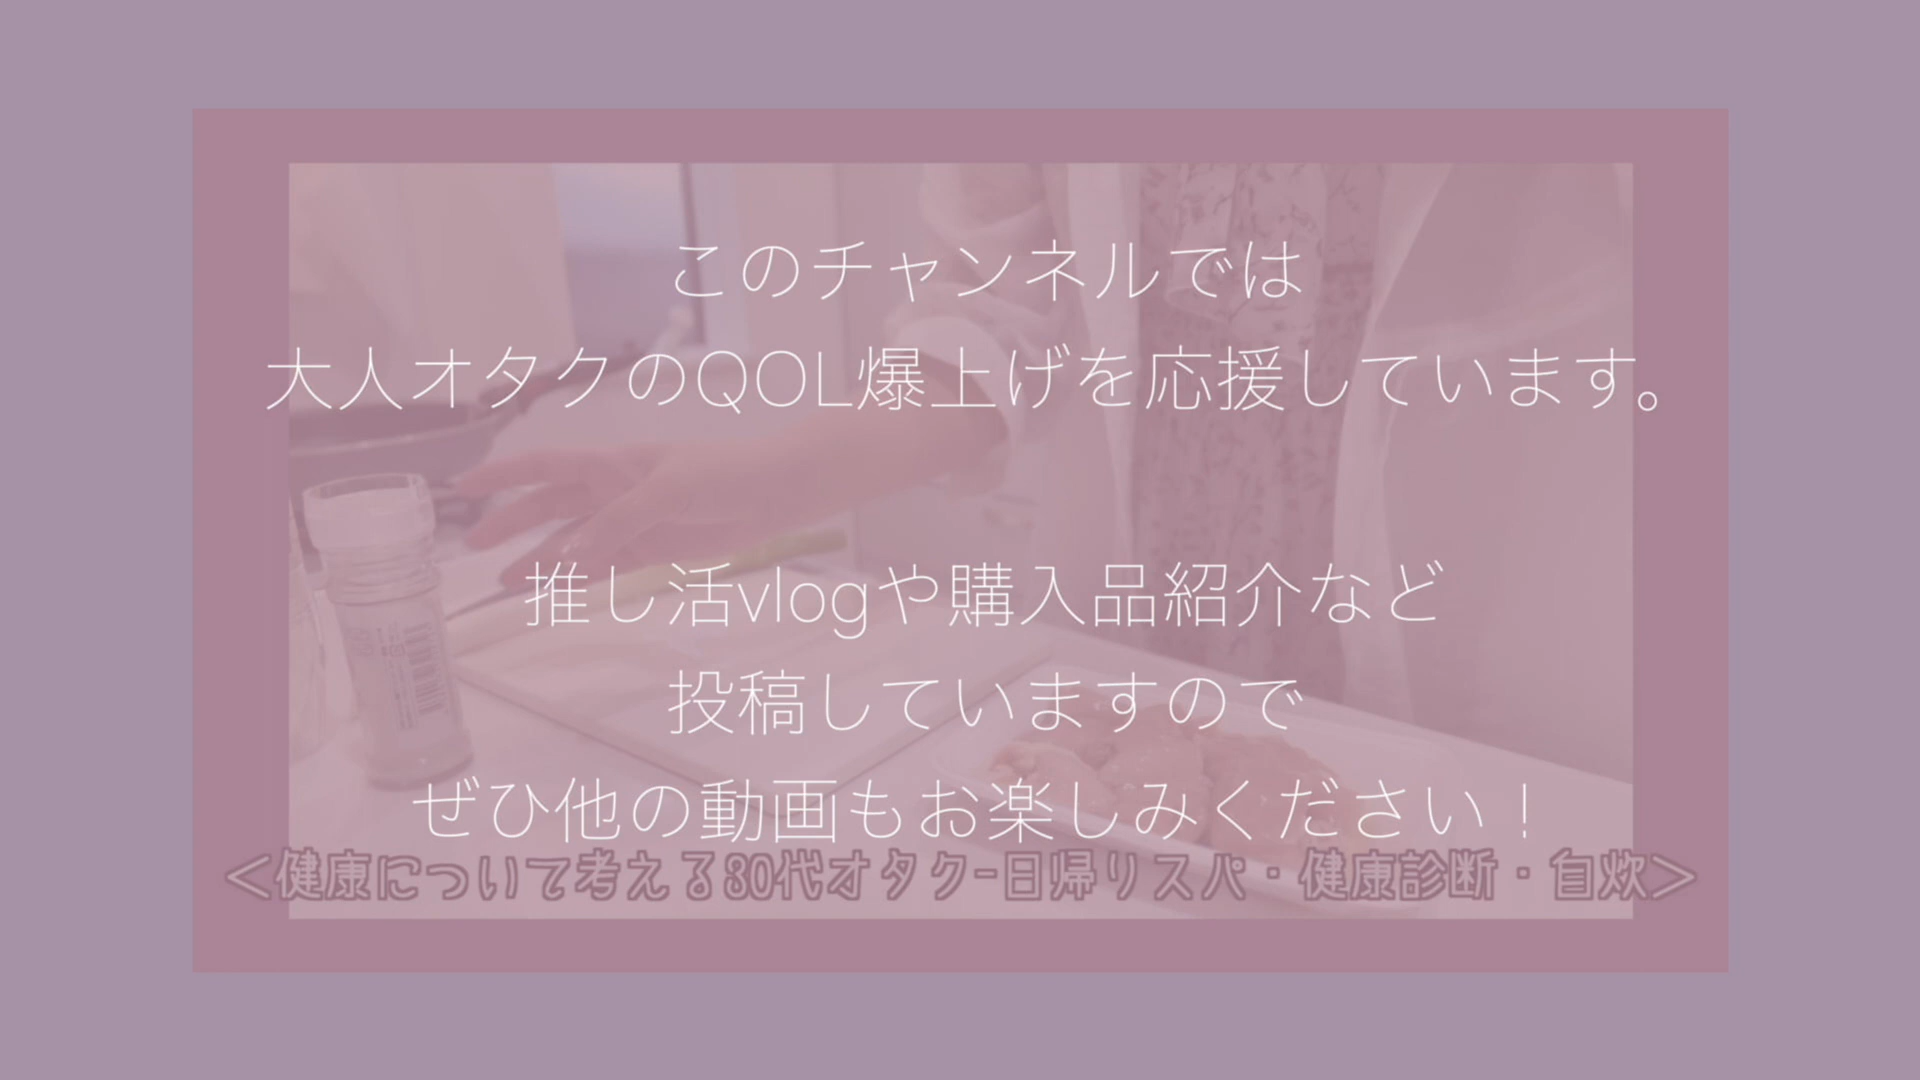 このチャンネルでは
大人オタクのQOL爆上げを応援しています。
推し活vlogや購入品紹介など
投稿していますので
ぜひ他の動画もお楽しみください！
＜健康について考える30代オタク-日帰りスパ・健康診断・自炊＞